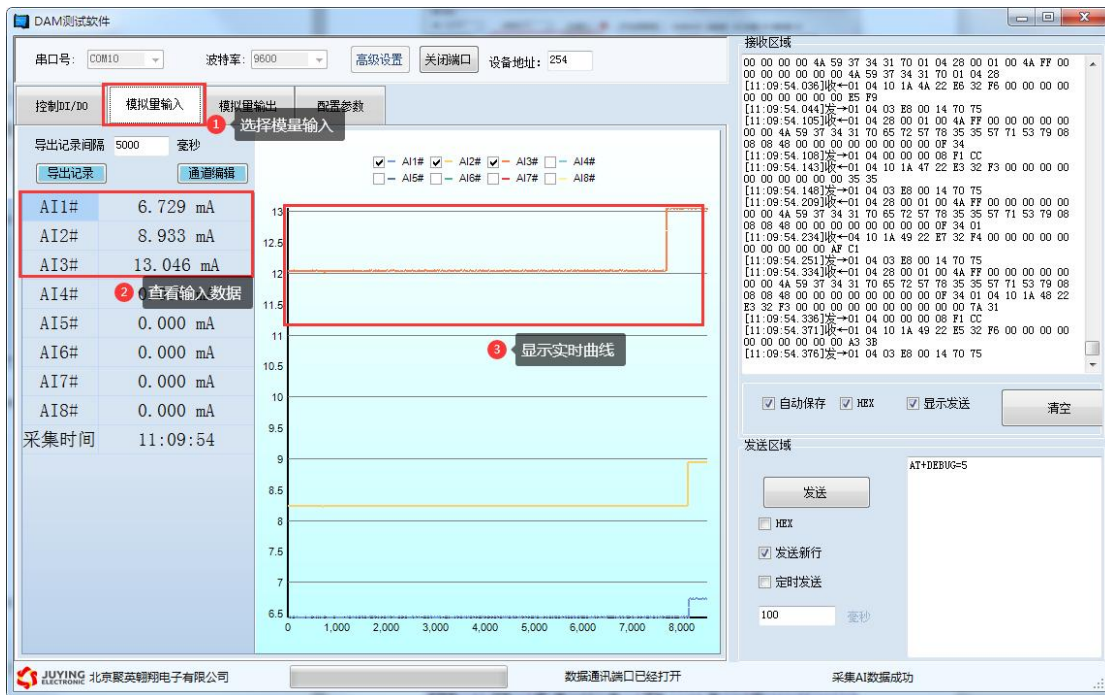 DAM测试软件
串口号: COM10 波特率: 9600 高级设置 关闭端口 设备地址: 254
控制DI/DO 模拟量输入 模拟量输出 配置参数
1 选择模量输入
导出记录间隔 5000 毫秒
导出记录 通道编辑
AI1# 6.729 mA
AI2# 8.933 mA
AI3# 13.046 mA
AI4#
2 查看输入数据
AI5# 0.000 mA
AI6# 0.000 mA
AI7# 0.000 mA
AI8# 0.000 mA
采集时间 11:09:54
AI1# AI2# AI3# AI4#
AI5# AI6# AI7# AI8#
13
12.5
12
11.5
11
10.5
10
9.5
9
8.5
8
7.5
7
6.5
0 1,000 2,000 3,000 4,000 5,000 6,000 7,000 8,000
3 显示实时曲线
接收区域
00 00 00 00 4A 59 37 34 31 70 01 04 28 00 01 00 4A FF 00
00 00 00 00 00 00 4A 59 37 34 31 70 01 04 28
[11:09:54.036]收←01 04 10 1A 4A 22 E6 32 F6 00 00 00 00
00 00 00 00 00 00 E5 F9
[11:09:54.044]发→01 04 03 E8 00 14 70 75
[11:09:54.105]收←01 04 28 00 01 00 4A FF 00 00 00 00 00
00 00 4A 59 37 34 31 70 65 72 57 78 35 35 57 71 53 79 08
08 08 48 00 00 00 00 00 00 00 00 00 0F 34
[11:09:54.108]发→01 04 00 00 00 08 F1 CC
[11:09:54.143]收←01 04 10 1A 47 22 E3 32 F3 00 00 00 00
00 00 00 00 00 00 35 35
[11:09:54.148]发→01 04 03 E8 00 14 70 75
[11:09:54.209]收←01 04 28 00 01 00 4A FF 00 00 00 00 00
00 00 4A 59 37 34 31 70 65 72 57 78 35 35 57 71 53 79 08
08 08 48 00 00 00 00 00 00 00 00 00 0F 34 01
[11:09:54.234]收←04 10 1A 49 22 E7 32 F4 00 00 00 00 00
00 00 00 00 00 AF C1
[11:09:54.251]发→01 04 03 E8 00 14 70 75
[11:09:54.334]收←01 04 28 00 01 00 4A FF 00 00 00 00 00
00 00 4A 59 37 34 31 70 65 72 57 78 35 35 57 71 53 79 08
08 08 48 00 00 00 00 00 00 00 00 00 0F 34 01 04 10 1A 48 22
E3 32 F3 00 00 00 00 00 00 00 00 00 00 7A 31
[11:09:54.336]发→01 04 00 00 00 08 F1 CC
[11:09:54.371]收←01 04 10 1A 49 22 E5 32 F6 00 00 00 00
00 00 00 00 00 00 A3 3B
[11:09:54.376]发→01 04 03 E8 00 14 70 75
自动保存 HEX 显示发送 清空
发送区域
发送
HEX
发送新行
定时发送
100 毫秒
AT+DEBUG=5
JUYING ELECTRONIC 北京聚英翱翔电子有限公司 数据通讯端口已经打开 采集AI数据成功